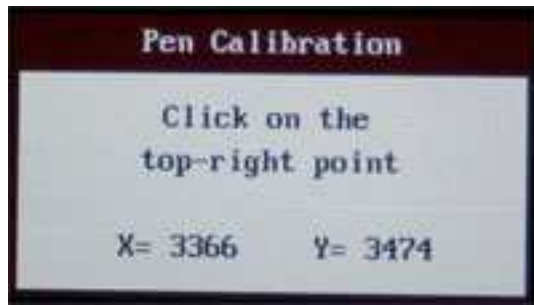 Pen Calibration
Click on the
top-right point
X= 3366 Y= 3474